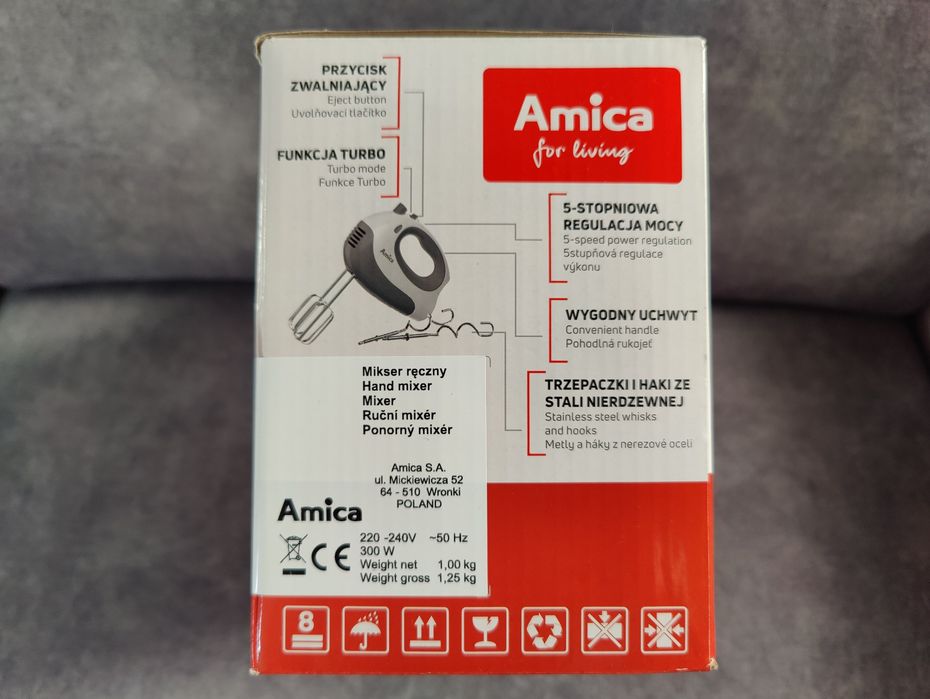 PRZYCISK
ZWALNIAJĄCY
Eject button
Uvolňovací tlačítko
FUNKCJA TURBO
Turbo mode
Funkce Turbo
Amica
for living
5-STOPNIOWA
REGULACJA MOCY
5-speed power regulation
5stupňová regulace
výkonu
Amica
WYGODNY UCHWYT
Convenient handle
Pohodlná rukojeť
TRZEPACZKI I HAKI ZE
STALI NIERDZEWNEJ
Stainless steel whisks
and hooks
Metly a háky z nerezové oceli
Mikser ręczny
Hand mixer
Mixer
Ruční mixér
Ponorný mixér
Amica S.A.
ul. Mickiewicza 52
64 - 510 Wronki
POLAND
Amica
CE
220 -240V ~50 Hz
300 W
Weight net 1,00 kg
Weight gross 1,25 kg
8